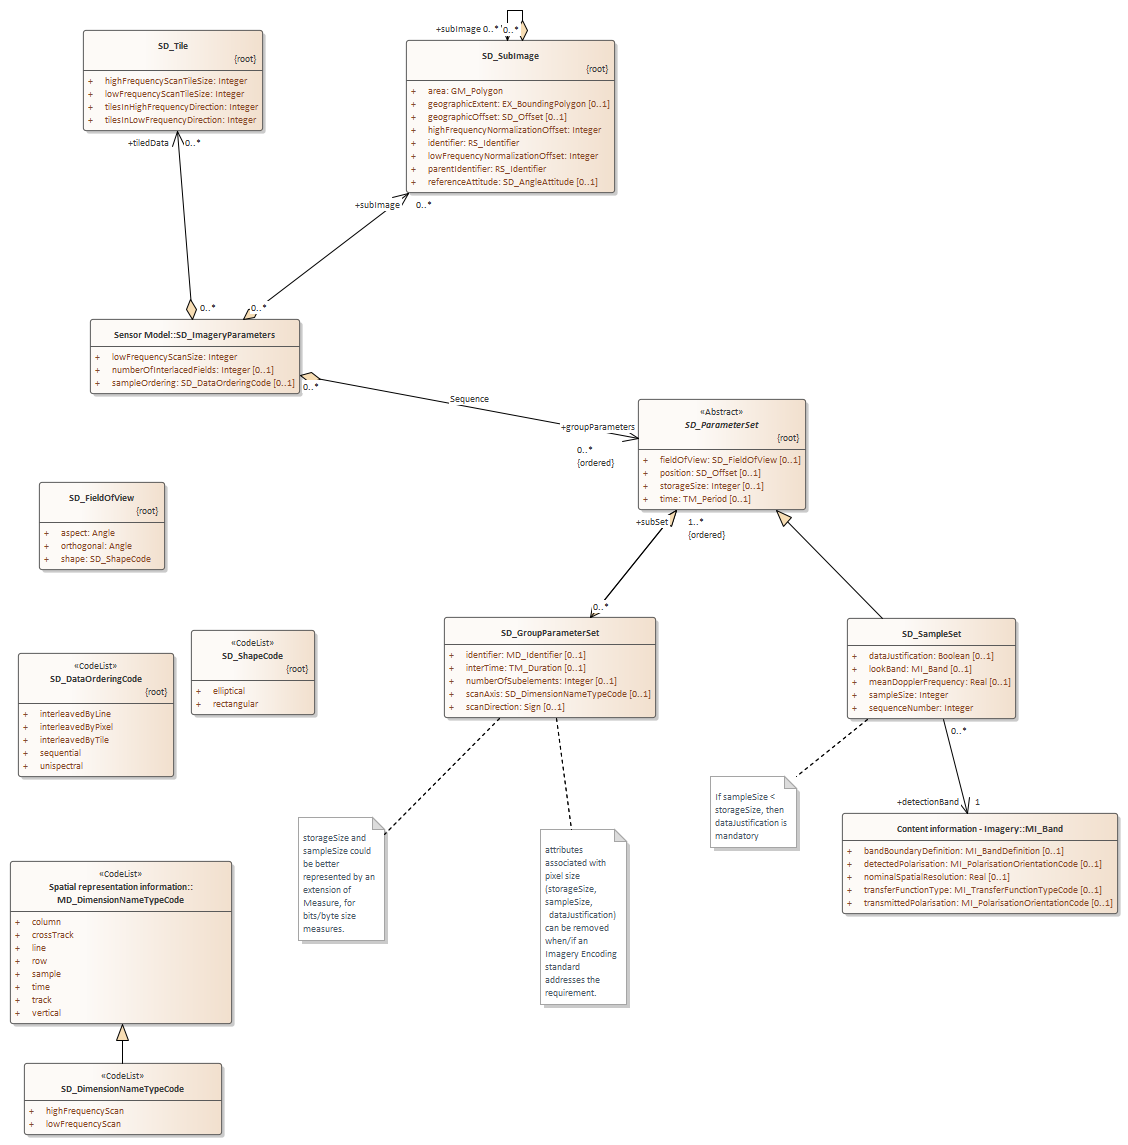 +subImage 0..* 0..*
SD_Tile
{root}
+ highFrequencyScanTileSize: Integer
+ lowFrequencyScanTileSize: Integer
+ tilesInHighFrequencyDirection: Integer
+ tilesInLowFrequencyDirection: Integer
SD_SubImage
{root}
+ area: GM_Polygon
+ geographicExtent: EX_BoundingPolygon [0..1]
+ geographicOffset: SD_Offset [0..1]
+ highFrequencyNormalizationOffset: Integer
+ identifier: RS_Identifier
+ lowFrequencyNormalizationOffset: Integer
+ parentIdentifier: RS_Identifier
+ referenceAttitude: SD_AngleAttitude [0..1]
+tiledData 0..*
+subImage 0..*
0..* 0..*
Sensor Model::SD_ImageryParameters
+ lowFrequencyScanSize: Integer
+ numberOfInterlacedFields: Integer [0..1]
+ sampleOrdering: SD_DataOrderingCode [0..1]
0..*
Sequence
+groupParameters
0..*
{ordered}
«Abstract»
SD_ParameterSet
{root}
+ fieldOfView: SD_FieldOfView [0..1]
+ position: SD_Offset [0..1]
+ storageSize: Integer [0..1]
+ time: TM_Period [0..1]
+subSet 1..*
{ordered}
SD_FieldOfView
{root}
+ aspect: Angle
+ orthogonal: Angle
+ shape: SD_ShapeCode
0..*
SD_GroupParameterSet
+ identifier: MD_Identifier [0..1]
+ interTime: TM_Duration [0..1]
+ numberOfSubelements: Integer [0..1]
+ scanAxis: SD_DimensionNameTypeCode [0..1]
+ scanDirection: Sign [0..1]
SD_SampleSet
+ dataJustification: Boolean [0..1]
+ lookBand: MI_Band [0..1]
+ meanDopplerFrequency: Real [0..1]
+ sampleSize: Integer
+ sequenceNumber: Integer
«CodeList»
SD_ShapeCode
{root}
+ elliptical
+ rectangular
«CodeList»
SD_DataOrderingCode
{root}
+ interleavedByLine
+ interleavedByPixel
+ interleavedByTile
+ sequential
+ unispectral
0..*
+detectionBand 1
If sampleSize <
storageSize, then
dataJustification is
mandatory
Content information - Imagery::MI_Band
+ bandBoundaryDefinition: MI_BandDefinition [0..1]
+ detectedPolarisation: MI_PolarisationOrientationCode [0..1]
+ nominalSpatialResolution: Real [0..1]
+ transferFunctionType: MI_TransferFunctionTypeCode [0..1]
+ transmittedPolarisation: MI_PolarisationOrientationCode [0..1]
storageSize and
sampleSize could
be better
represented by an
extension of
Measure, for
bits/byte size
measures.
attributes
associated with
pixel size
(storageSize,
sampleSize,
dataJustification)
can be removed
when/if an
Imagery Encoding
standard
addresses the
requirement.
«CodeList»
Spatial representation information::
MD_DimensionNameTypeCode
+ column
+ crossTrack
+ line
+ row
+ sample
+ time
+ track
+ vertical
«CodeList»
SD_DimensionNameTypeCode
+ highFrequencyScan
+ lowFrequencyScan